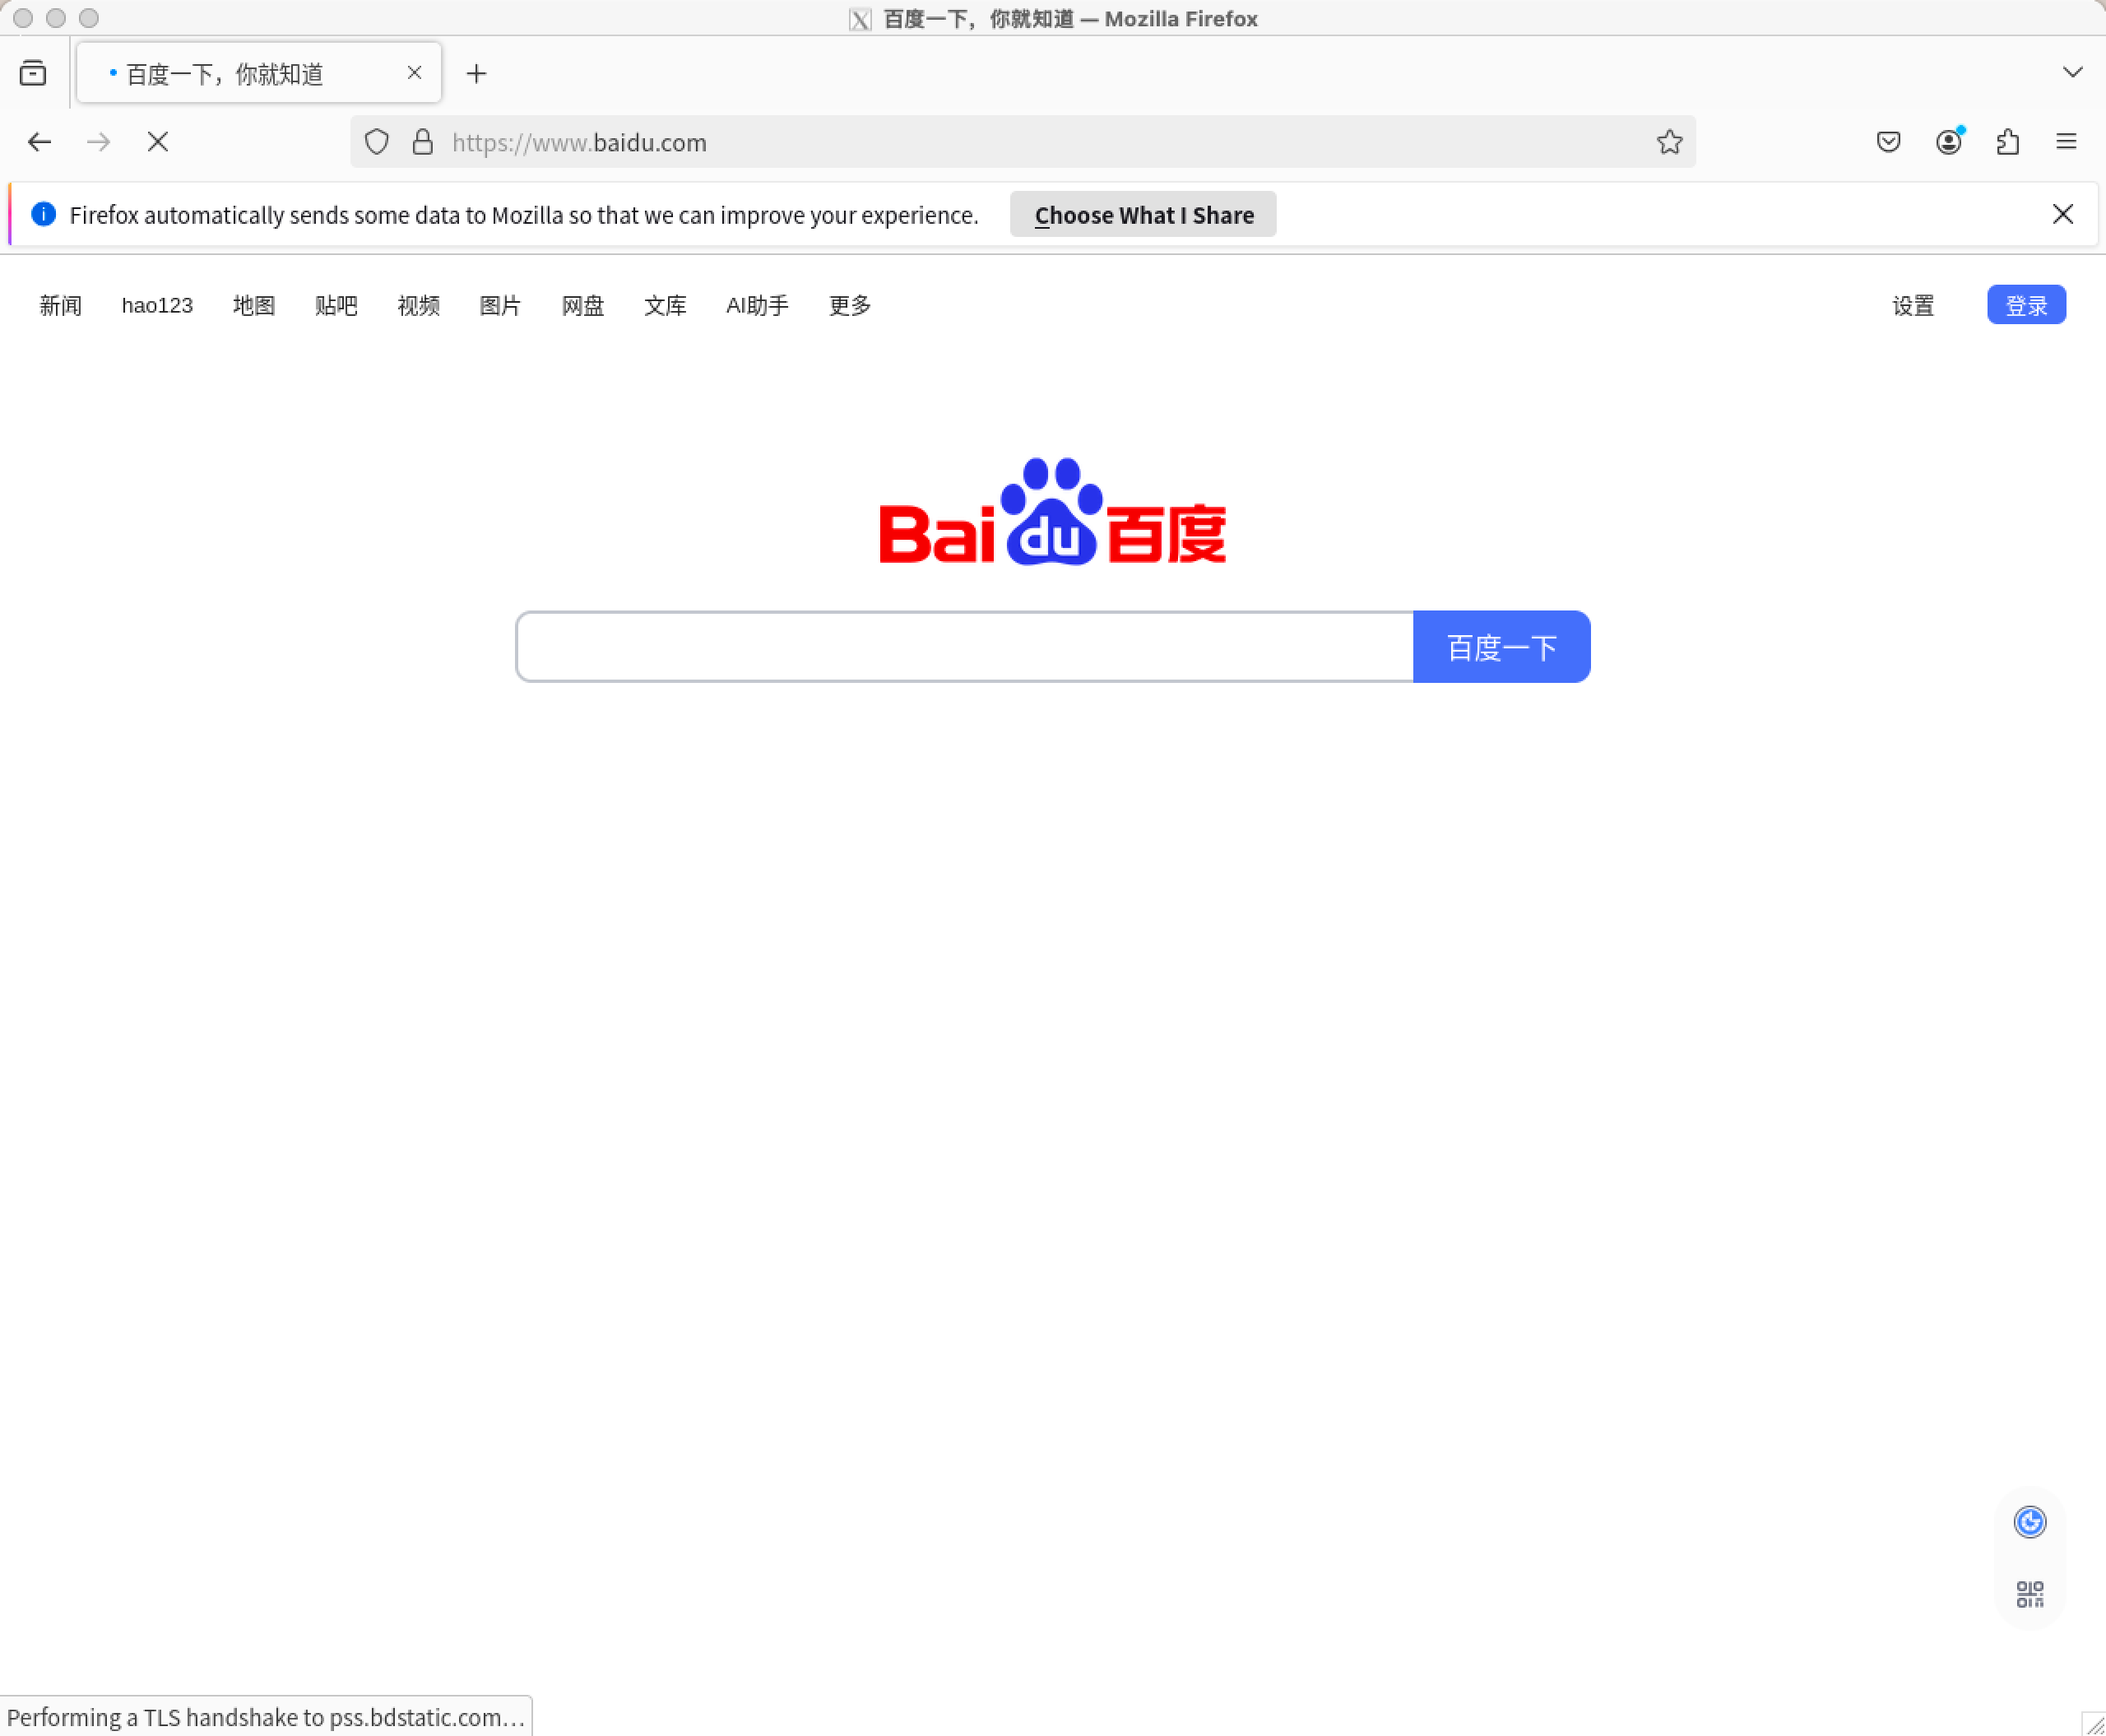 百度一下，你就知道 — Mozilla Firefox
百度一下，你就知道
https://www.baidu.com
Firefox automatically sends some data to Mozilla so that we can improve your experience. Choose What I Share
新闻 hao123 地图 贴吧 视频 图片 网盘 文库 AI助手 更多 设置 登录
Bai du 百度
百度一下
Performing a TLS handshake to pss.bdstatic.com…